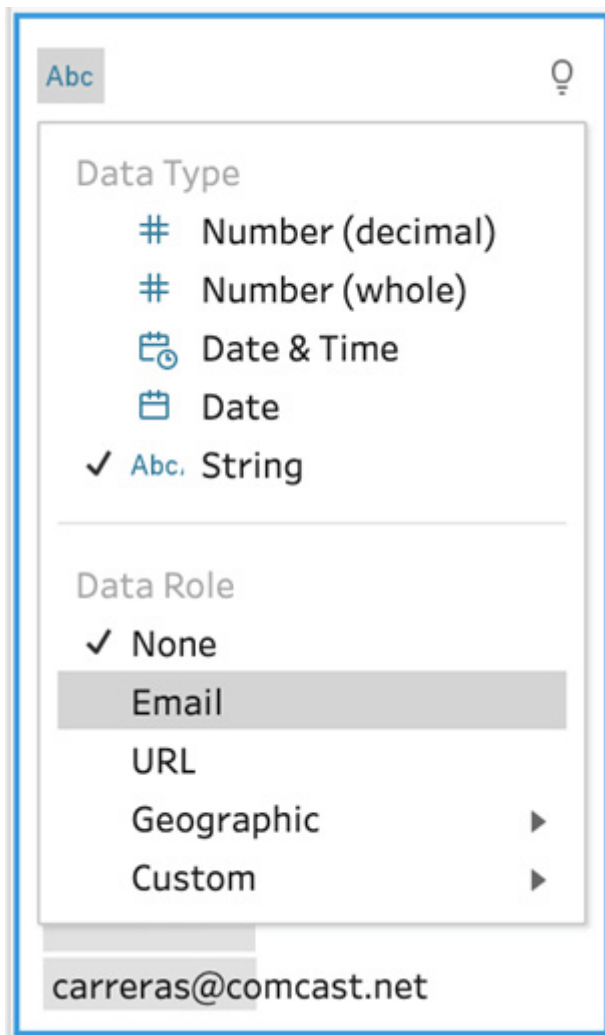 Abc
Data Type
# Number (decimal)
# Number (whole)
Date & Time
Date
✓ Abc. String
Data Role
✓ None
Email
URL
Geographic
Custom
carreras@comcast.net